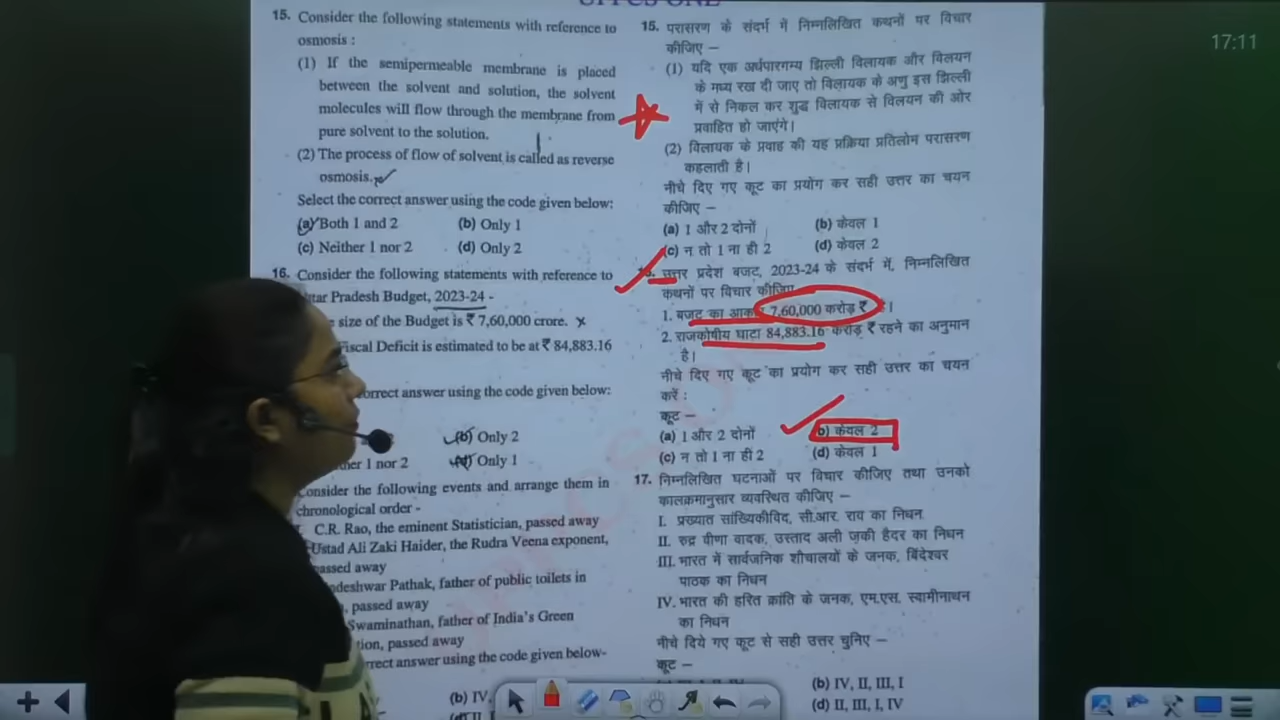 UPPCS ONE
17:11
15. Consider the following statements with reference to
osmosis :
(1) If the semipermeable membrane is placed
between the solvent and solution, the solvent
molecules will flow through the membrane from
pure solvent to the solution.
(2) The process of flow of solvent is called as reverse
osmosis.
Select the correct answer using the code given below:
(a) Both 1 and 2 (b) Only 1
(c) Neither 1 nor 2 (d) Only 2
16. Consider the following statements with reference to
tar Pradesh Budget, 2023-24 -
size of the Budget is ₹ 7,60,000 crore.
iscal Deficit is estimated to be at ₹ 84,883.16
orrect answer using the code given below:
(b) Only 2
her 1 nor 2 (d) Only 1
Consider the following events and arrange them in
chronological order -
C.R. Rao, the eminent Statistician, passed away
Ustad Ali Zaki Haider, the Rudra Veena exponent,
assed away
ndeshwar Pathak, father of public toilets in
, passed away
Swaminathan, father of India's Green
tion, passed away
rrect answer using the code given below-
(b) IV,
15. परासरण के संदर्भ में निम्नलिखित कथनों पर विचार
कीजिए –
(1) यदि एक अर्धपारगम्य झिल्ली विलायक और विलयन
के मध्य रख दी जाए तो विलायक के अणु इस झिल्ली
में से निकल कर शुद्ध विलायक से विलयन की ओर
प्रवाहित हो जाएंगे।
(2) विलायक के प्रवाह की यह प्रक्रिया प्रतिलोम परासरण
कहलाती है।
नीचे दिए गए कूट का प्रयोग कर सही उत्तर का चयन
कीजिए –
(a) 1 और 2 दोनों (b) केवल 1
(c) न तो 1 ना ही 2 (d) केवल 2
उत्तर प्रदेश बजट, 2023-24 के संदर्भ में, निम्नलिखित
कथनों पर विचार कीजिए
1. बजट का आका 7,60,000 करोड़ ₹ है।
2. राजकोषीय घाटा 84,883.16 करोड़ ₹ रहने का अनुमान
है।
नीचे दिए गए कूट का प्रयोग कर सही उत्तर का चयन
करें :
कूट –
(a) 1 और 2 दोनों (b) केवल 2
(c) न तो 1 ना ही 2 (d) केवल 1
17. निम्नलिखित घटनाओं पर विचार कीजिए तथा उनको
कालक्रमानुसार व्यवस्थित कीजिए –
I. प्रख्यात सांख्यिकीविद, सी.आर. राय का निधन
II. रुद्र वीणा वादक, उस्ताद अली ज़की हैदर का निधन
III. भारत में सार्वजनिक शौचालयों के जनक, बिंदेश्वर
पाठक का निधन
IV. भारत की हरित क्रांति के जनक, एम.एस. स्वामीनाथन
का निधन
नीचे दिये गए कूट से सही उत्तर चुनिए –
कूट –
(b) IV, II, III, I
(d) II, III, I, IV